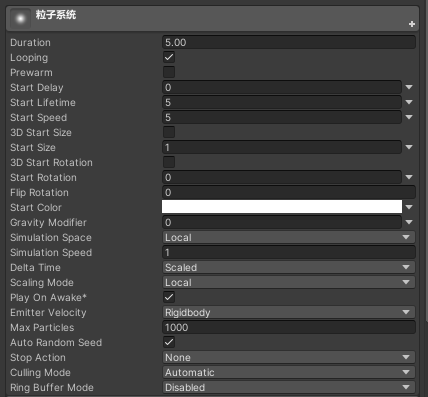 粒子系统
Duration 5.00
Looping
Prewarm
Start Delay 0
Start Lifetime 5
Start Speed 5
3D Start Size
Start Size 1
3D Start Rotation
Start Rotation 0
Flip Rotation 0
Start Color
Gravity Modifier 0
Simulation Space Local
Simulation Speed 1
Delta Time Scaled
Scaling Mode Local
Play On Awake*
Emitter Velocity Rigidbody
Max Particles 1000
Auto Random Seed
Stop Action None
Culling Mode Automatic
Ring Buffer Mode Disabled